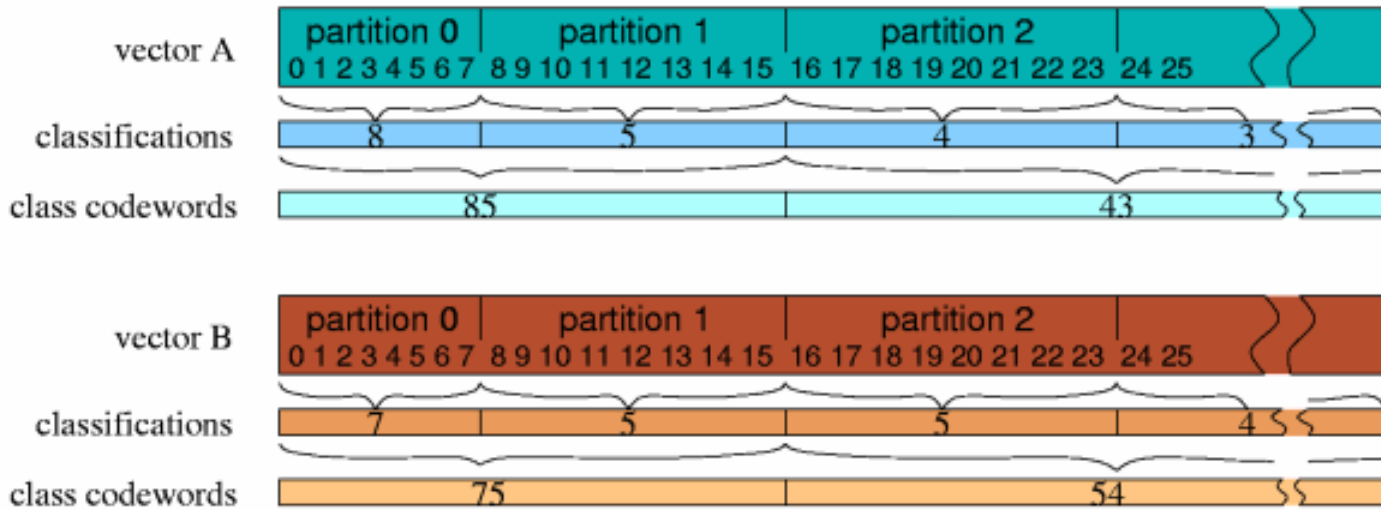 partition 0 partition 1 partition 2
vector A
0 1 2 3 4 5 6 7 8 9 10 11 12 13 14 15 16 17 18 19 20 21 22 23 24 25
classifications 8 5 4 3
class codewords 85 43
partition 0 partition 1 partition 2
vector B
0 1 2 3 4 5 6 7 8 9 10 11 12 13 14 15 16 17 18 19 20 21 22 23 24 25
classifications 7 5 5 4
class codewords 75 54